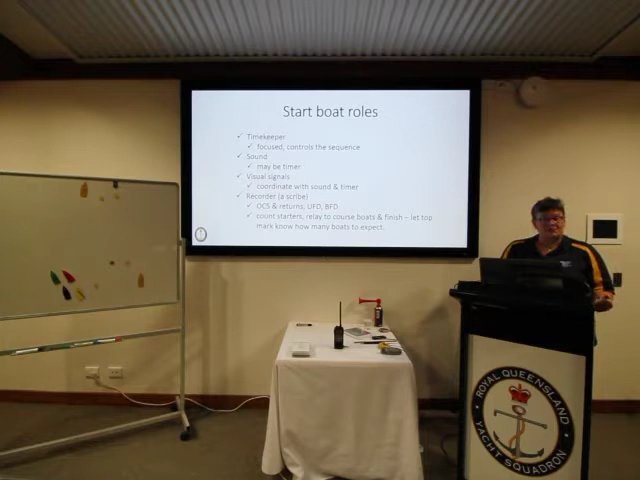 Start boat roles
✓ Timekeeper
✓ focused, controls the sequence
✓ Sound
✓ may be timer
✓ Visual signals
✓ coordinate with sound & timer
✓ Recorder (a scribe)
✓ OCS & returns, UFD, BFD
✓ count starters, relay to course boats & finish – let top
mark know how many boats to expect.
ROYAL QUEENSLAND
YACHT SQUADRON